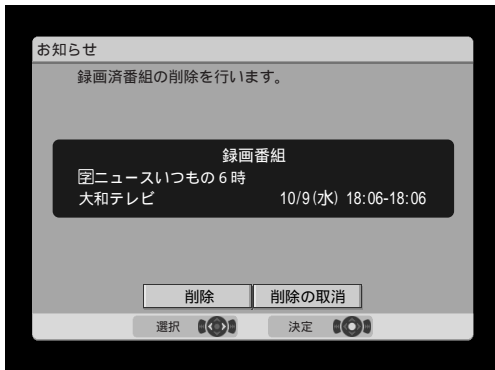 お知らせ
録画済番組の削除を行います。
録画番組
字ニュースいつもの6時
大和テレビ 10/9(水) 18:06-18:06
削除 削除の取消
選択 決定